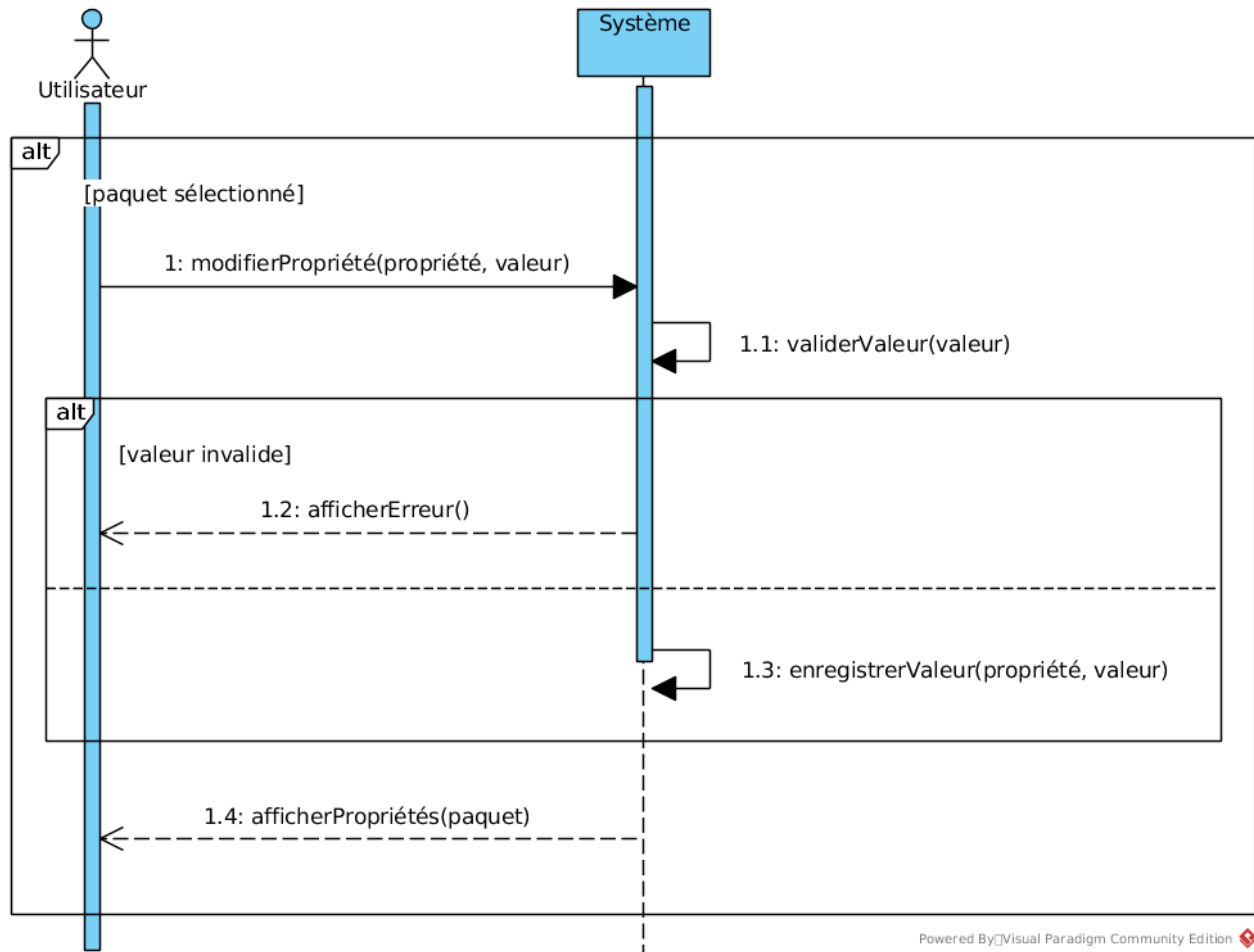 Système
Utilisateur
alt
[paquet sélectionné]
1: modifierPropriété(propriété, valeur)
1.1: validerValeur(valeur)
alt
[valeur invalide]
1.2: afficherErreur()
1.3: enregistrerValeur(propriété, valeur)
1.4: afficherPropriétés(paquet)
Powered By Visual Paradigm Community Edition